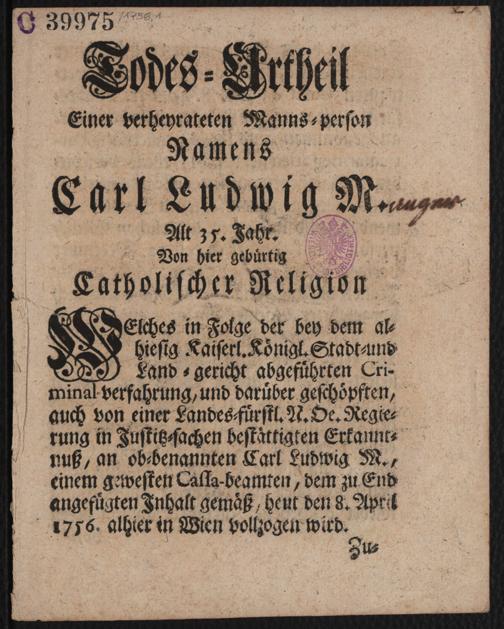 C 39975 /1756,1
Todes-Urtheil
Einer verheyrateten Manns-person
Namens
Carl Ludwig M.
Alt 35. Jahr.
Von hier gebürtig
Catholischer Religion
WElches in Folge der bey dem al-
hiesig Kaiserl. Königl. Stadt-und
Land-gericht abgeführten Cri-
minal-verfahrung, und darüber geschöpften,
auch von einer Landes-fürstl. N. Oe. Regie-
rung in Justitz-sachen bestättigten Erkannt-
nuß, an ob-benannten Carl Ludwig M.,
einem gewesten Cassa-beamten, dem zu End
angefügten Inhalt gemäß, heut den 8. April
1756. alhier in Wien vollzogen wird.
Zu-